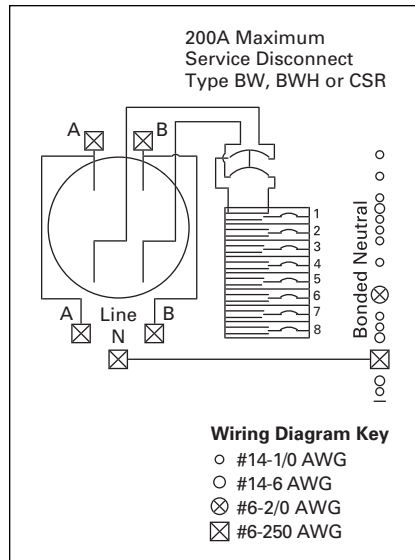 200A Maximum
Service Disconnect
Type BW, BWH or CSR
A
B
1
2
3
4
5
6
7
8
Bonded Neutral
A
Line
B
N
Wiring Diagram Key
#14-1/0 AWG
#14-6 AWG
#6-2/0 AWG
#6-250 AWG